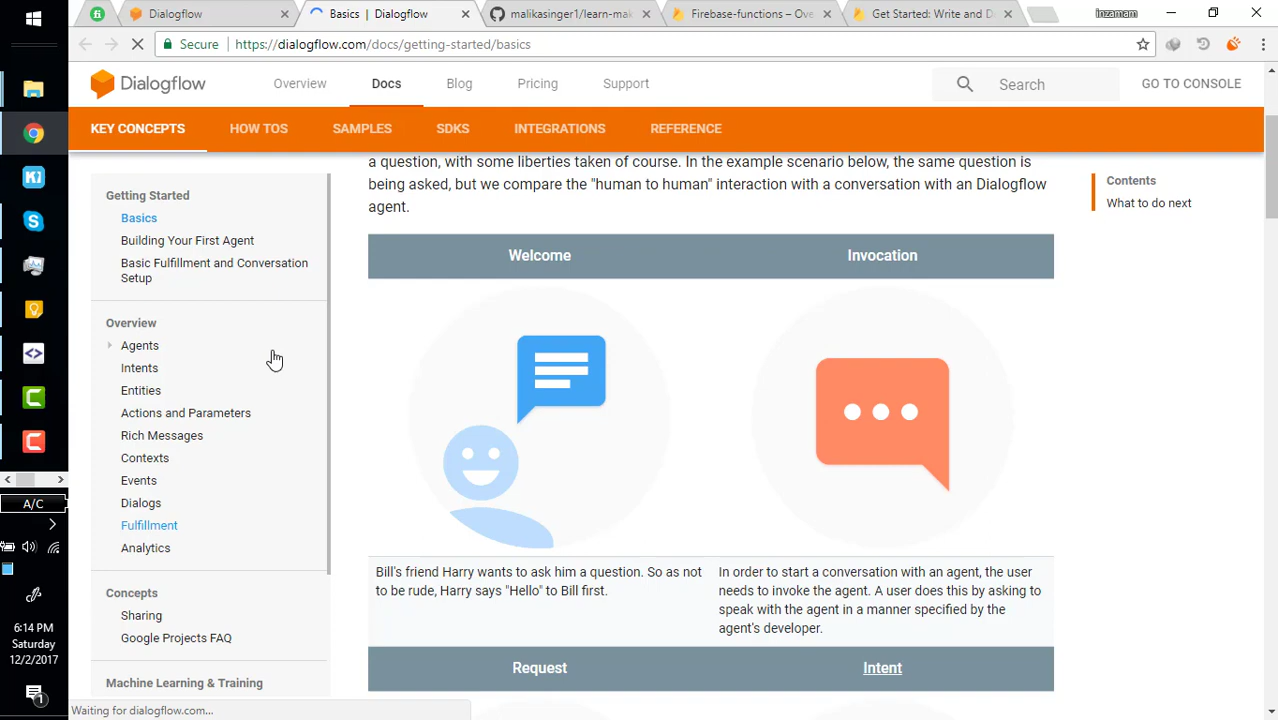 Dialogflow
Basics | Dialogflow
malikasinger1/learn-mak
Firebase-functions – Ove
Get Started: Write and D
inzamam
Secure
https://dialogflow.com/docs/getting-started/basics
Dialogflow
Overview
Docs
Blog
Pricing
Support
Search
GO TO CONSOLE
KEY CONCEPTS
HOW TOS
SAMPLES
SDKS
INTEGRATIONS
REFERENCE
Getting Started
Basics
Building Your First Agent
Basic Fulfillment and Conversation
Setup
Overview
Agents
Intents
Entities
Actions and Parameters
Rich Messages
Contexts
Events
Dialogs
Fulfillment
Analytics
Concepts
Sharing
Google Projects FAQ
Machine Learning & Training
a question, with some liberties taken of course. In the example scenario below, the same question is
being asked, but we compare the "human to human" interaction with a conversation with an Dialogflow
agent.
Welcome
Invocation
Bill's friend Harry wants to ask him a question. So as not
to be rude, Harry says "Hello" to Bill first.
In order to start a conversation with an agent, the user
needs to invoke the agent. A user does this by asking to
speak with the agent in a manner specified by the
agent's developer.
Request
Intent
Contents
What to do next
A/C
6:14 PM
Saturday
12/2/2017
1
Waiting for dialogflow.com...